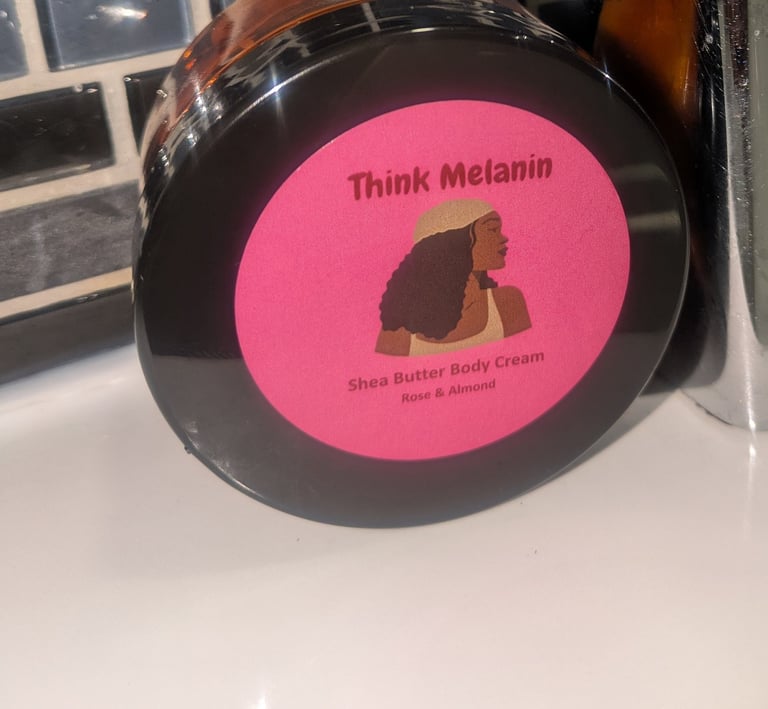 Think Melanin
Shea Butter Body Cream
Rose & Almond